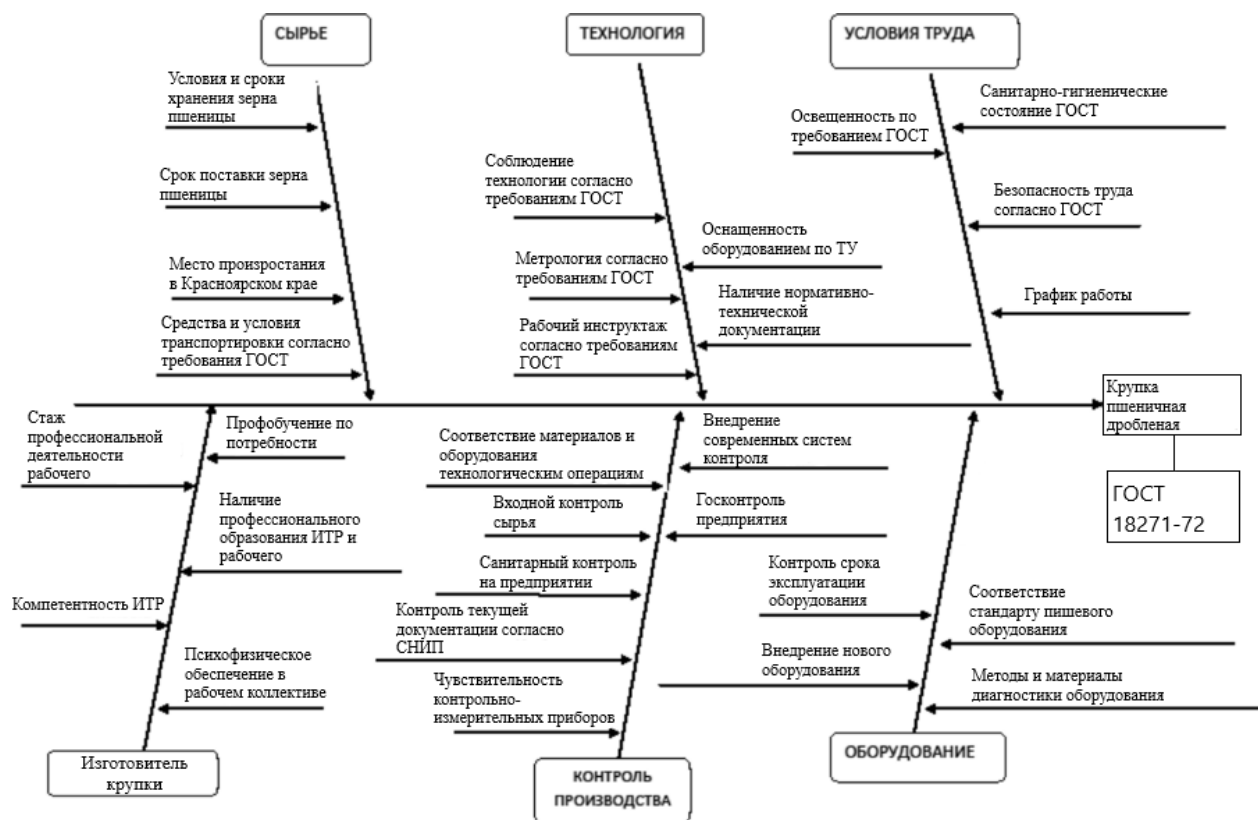 СЫРЬЕ
ТЕХНОЛОГИЯ
УСЛОВИЯ ТРУДА
Условия и сроки
хранения зерна
пшеницы
Срок поставки зерна
пшеницы
Место произростания
в Красноярском крае
Средства и условия
транспортировки согласно
требования ГОСТ
Соблюдение
технологии согласно
требованиям ГОСТ
Оснащенность
оборудованием по ТУ
Метрология согласно
требованиям ГОСТ
Наличие нормативно-
технической
документации
Рабочий инструктаж
согласно требованиям
ГОСТ
Освещенность по
требованием ГОСТ
Санитарно-гигиенические
состояние ГОСТ
Безопасность труда
согласно ГОСТ
График работы
Крупка
пшеничная
дробленая
ГОСТ
18271-72
Стаж
профессиональной
деятельности
рабочего
Профобучение по
потребности
Наличие
профессионального
образования ИТР и
рабочего
Компетентность ИТР
Психофизическое
обеспечение в
рабочем коллективе
Изготовитель
крупки
Соответствие материалов и
оборудования
технологическим операциям
Внедрение
современных систем
контроля
Входной контроль
сырья
Госконтроль
предприятия
Санитарный контроль
на предприятии
Контроль текущей
документации согласно
СНИП
Чувствительность
контрольно-
измерительных приборов
КОНТРОЛЬ
ПРОИЗВОДСТВА
Контроль срока
эксплуатации
оборудования
Соответствие
стандарту пишевого
оборудования
Внедрение нового
оборудования
Методы и материалы
диагностики оборудования
ОБОРУДОВАНИЕ